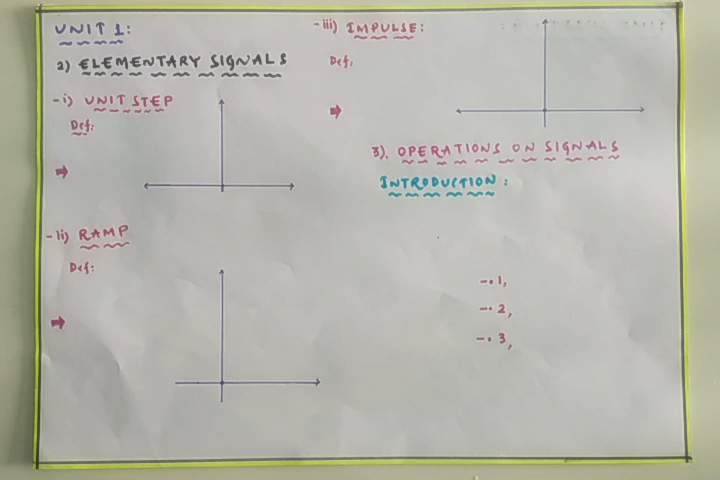 UNIT 1:
2) ELEMENTARY SIGNALS
-i) UNIT STEP
Def:
-ii) RAMP
Def:
-iii) IMPULSE:
Def,
3). OPERATIONS ON SIGNALS
INTRODUCTION:
-. 1,
-. 2,
-. 3,